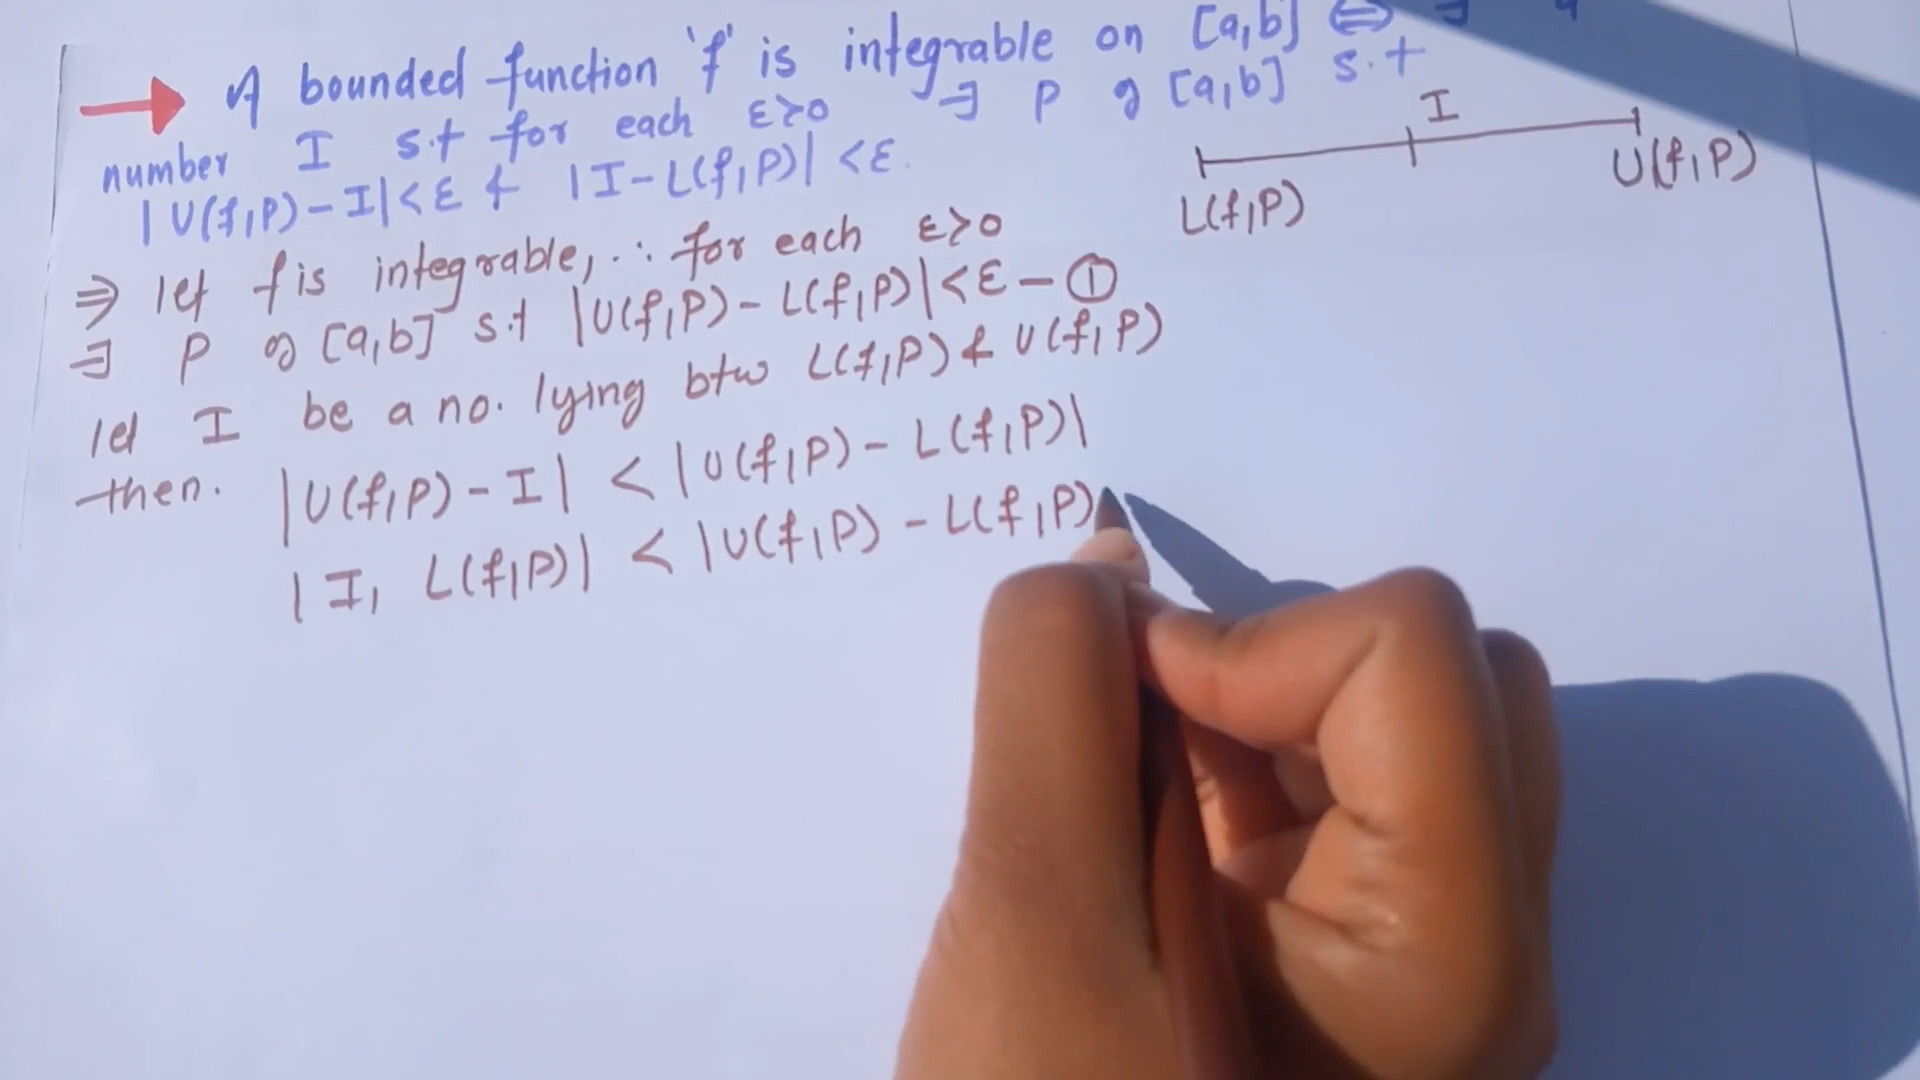 A bounded function 'f' is integrable on [a,b] ⇔ ∃ a
number I s.t for each ε>0 ∃ P of [a,b] s.t
|U(f,P)-I|<ε & |I-L(f,P)|<ε.
I
L(f,P) U(f,P)
⇒ let f is integrable, ∴ for each ε>0
∃ P of [a,b] s.t |U(f,P)-L(f,P)|<ε - ①
let I be a no. lying btw L(f,P) & U(f,P)
then. |U(f,P)-I| < |U(f,P)-L(f,P)|
|I, L(f,P)| < |U(f,P)-L(f,P)